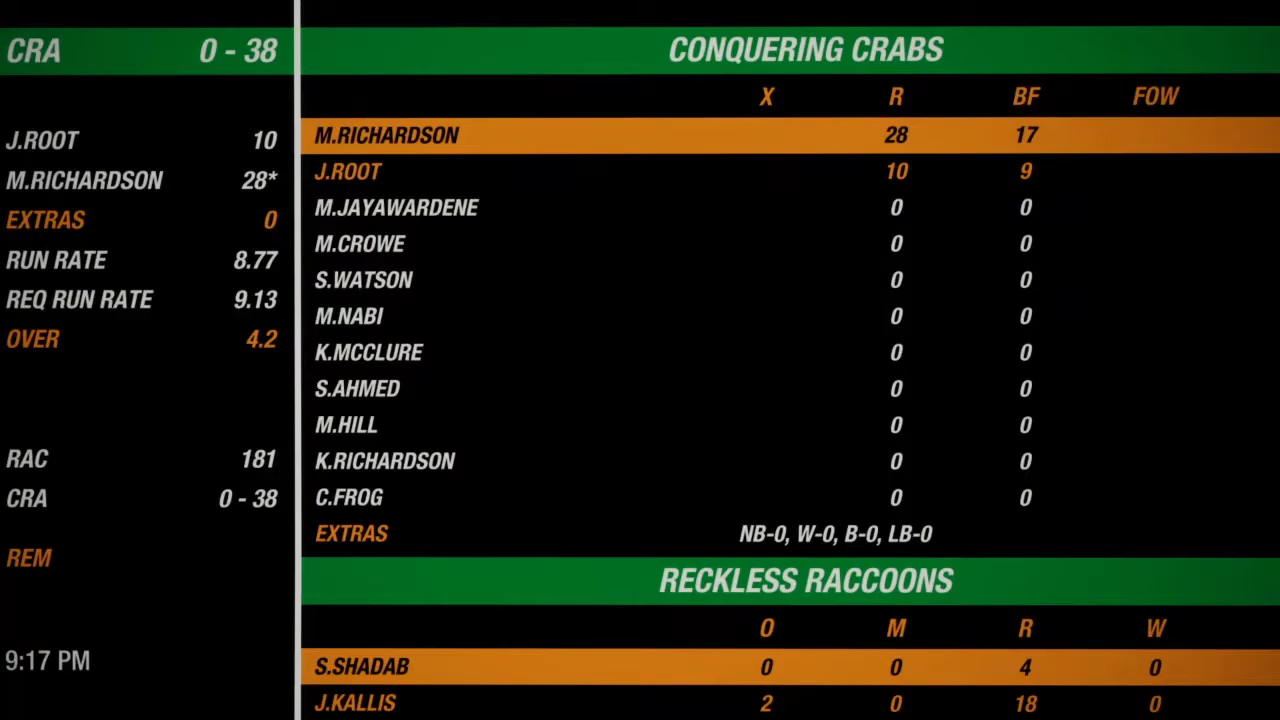 CRA 0 - 38
J.ROOT 10
M.RICHARDSON 28*
EXTRAS 0
RUN RATE 8.77
REQ RUN RATE 9.13
OVER 4.2
RAC 181
CRA 0 - 38
REM
9:17 PM
CONQUERING CRABS
X R BF FOW
M.RICHARDSON 28 17
J.ROOT 10 9
M.JAYAWARDENE 0 0
M.CROWE 0 0
S.WATSON 0 0
M.NABI 0 0
K.MCCLURE 0 0
S.AHMED 0 0
M.HILL 0 0
K.RICHARDSON 0 0
C.FROG 0 0
EXTRAS NB-0, W-0, B-0, LB-0
RECKLESS RACCOONS
O M R W
S.SHADAB 0 0 4 0
J.KALLIS 2 0 18 0